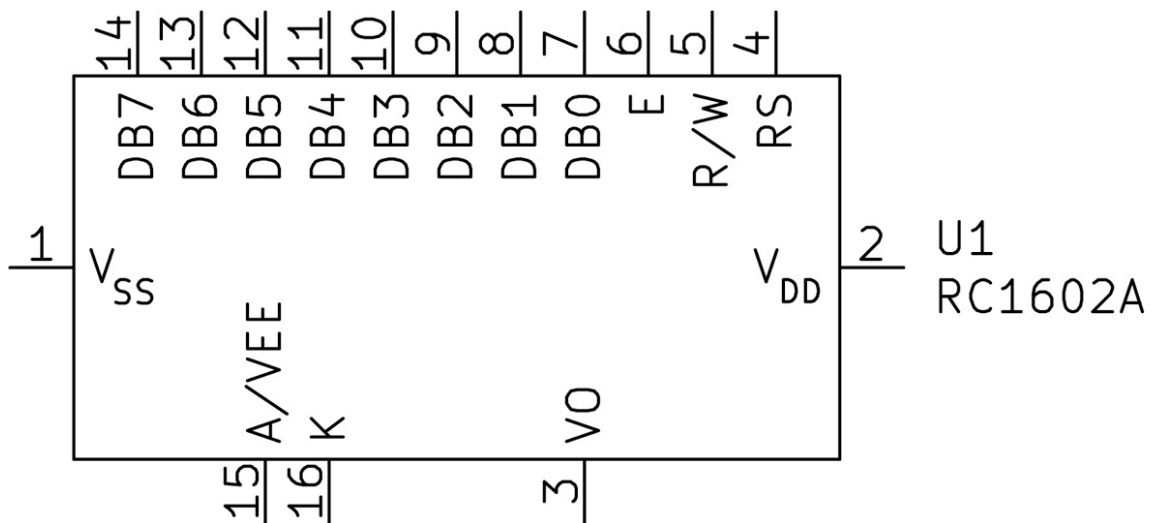 14 13 12 11 10 9 8 7 6 5 4
DB7 DB6 DB5 DB4 DB3 DB2 DB1 DB0 E R/W RS
1 VSS VDD 2
U1
RC1602A
A/VEE K VO
15 16 3